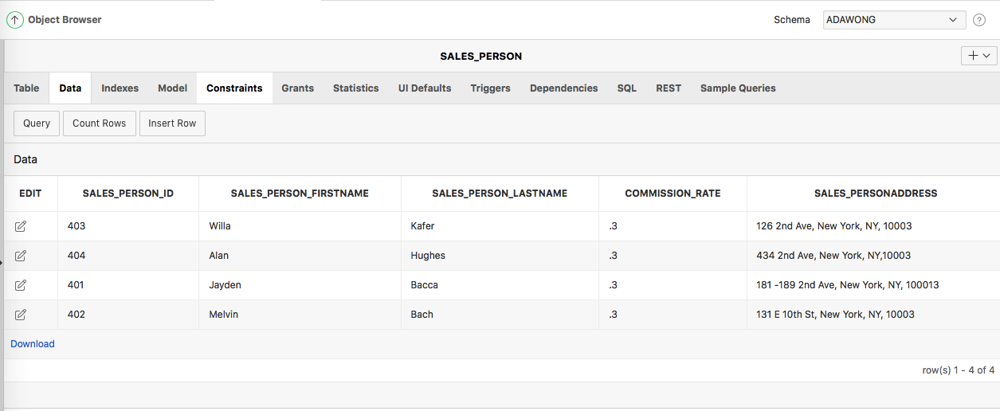 Object Browser
Schema ADAWONG ?
SALES_PERSON
Table Data Indexes Model Constraints Grants Statistics UI Defaults Triggers Dependencies SQL REST Sample Queries
Query Count Rows Insert Row
Data
EDIT SALES_PERSON_ID SALES_PERSON_FIRSTNAME SALES_PERSON_LASTNAME COMMISSION_RATE SALES_PERSONADDRESS
403 Willa Kafer .3 126 2nd Ave, New York, NY, 10003
404 Alan Hughes .3 434 2nd Ave, New York, NY,10003
401 Jayden Bacca .3 181 -189 2nd Ave, New York, NY, 100013
402 Melvin Bach .3 131 E 10th St, New York, NY, 10003
Download
row(s) 1 - 4 of 4